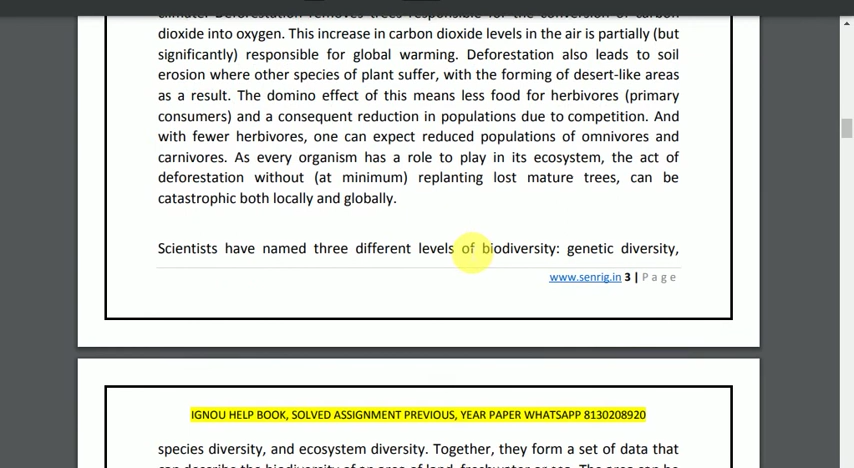 dioxide into oxygen. This increase in carbon dioxide levels in the air is partially (but
significantly) responsible for global warming. Deforestation also leads to soil
erosion where other species of plant suffer, with the forming of desert-like areas
as a result. The domino effect of this means less food for herbivores (primary
consumers) and a consequent reduction in populations due to competition. And
with fewer herbivores, one can expect reduced populations of omnivores and
carnivores. As every organism has a role to play in its ecosystem, the act of
deforestation without (at minimum) replanting lost mature trees, can be
catastrophic both locally and globally.
Scientists have named three different levels of biodiversity: genetic diversity,
www.senrig.in 3 | Page
IGNOU HELP BOOK, SOLVED ASSIGNMENT PREVIOUS, YEAR PAPER WHATSAPP 8130208920
species diversity, and ecosystem diversity. Together, they form a set of data that